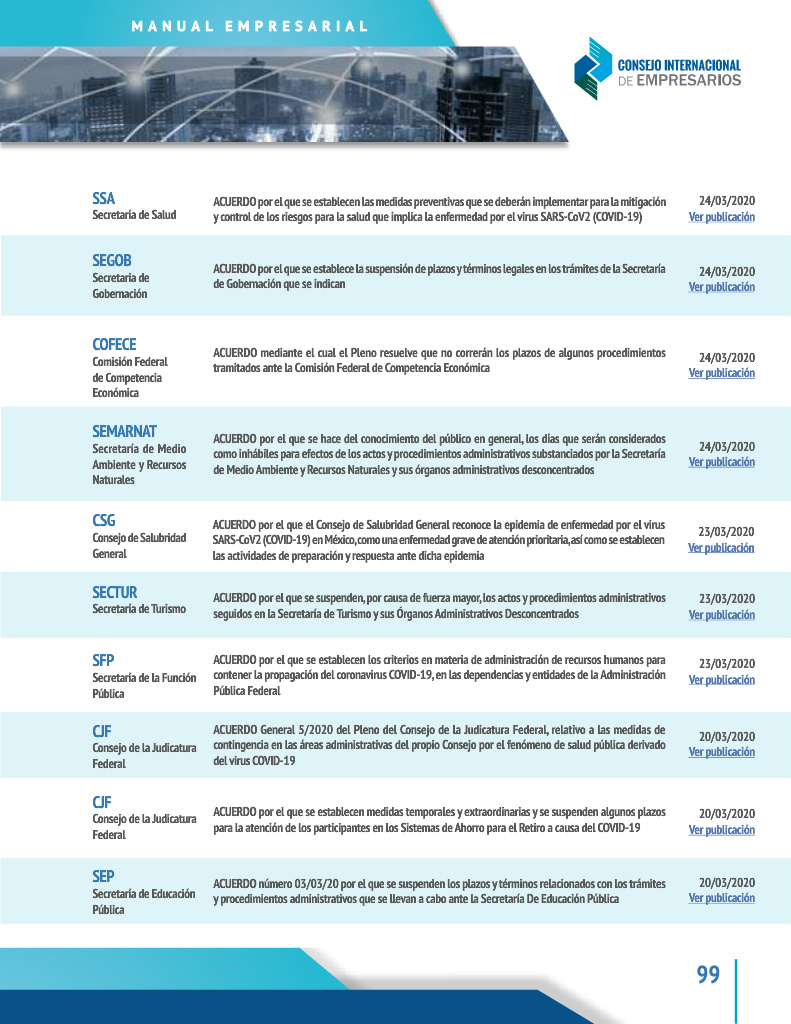 MANUAL EMPRESARIAL
CONSEJO INTERNACIONAL
DE EMPRESARIOS
SSA
Secretaría de Salud
ACUERDO por el que se establecen las medidas preventivas que se deberán implementar para la mitigación
y control de los riesgos para la salud que implica la enfermedad por el virus SARS-CoV2 (COVID-19)
24/03/2020
Ver publicación
SEGOB
Secretaria de
Gobernación
ACUERDO por el que se establece la suspensión de plazos y términos legales en los trámites de la Secretaría
de Gobernación que se indican
24/03/2020
Ver publicación
COFECE
Comisión Federal
de Competencia
Económica
ACUERDO mediante el cual el Pleno resuelve que no correrán los plazos de algunos procedimientos
tramitados ante la Comisión Federal de Competencia Económica
24/03/2020
Ver publicación
SEMARNAT
Secretaría de Medio
Ambiente y Recursos
Naturales
ACUERDO por el que se hace del conocimiento del público en general, los dias que serán considerados
como inhábiles para efectos de los actos y procedimientos administrativos substanciados por la Secretaría
de Medio Ambiente y Recursos Naturales y sus órganos administrativos desconcentrados
24/03/2020
Ver publicación
CSG
Consejo de Salubridad
General
ACUERDO por el que el Consejo de Salubridad General reconoce la epidemia de enfermedad por el virus
SARS-CoV2 (COVID-19) en México, como una enfermedad grave de atención prioritaria, así como se establecen
las actividades de preparación y respuesta ante dicha epidemia
23/03/2020
Ver publicación
SECTUR
Secretaría de Turismo
ACUERDO por el que se suspenden, por causa de fuerza mayor, los actos y procedimientos administrativos
seguidos en la Secretaría de Turismo y sus Órganos Administrativos Desconcentrados
23/03/2020
Ver publicación
SFP
Secretaría de la Función
Pública
ACUERDO por el que se establecen los criterios en materia de administración de recursos humanos para
contener la propagación del coronavirus COVID-19, en las dependencias y entidades de la Administración
Pública Federal
23/03/2020
Ver publicación
CJF
Consejo de la Judicatura
Federal
ACUERDO General 5/2020 del Pleno del Consejo de la Judicatura Federal, relativo a las medidas de
contingencia en las áreas administrativas del propio Consejo por el fenómeno de salud pública derivado
del virus COVID-19
20/03/2020
Ver publicación
CJF
Consejo de la Judicatura
Federal
ACUERDO por el que se establecen medidas temporales y extraordinarias y se suspenden algunos plazos
para la atención de los participantes en los Sistemas de Ahorro para el Retiro a causa del COVID-19
20/03/2020
Ver publicación
SEP
Secretaría de Educación
Pública
ACUERDO número 03/03/20 por el que se suspenden los plazos y términos relacionados con los trámites
y procedimientos administrativos que se llevan a cabo ante la Secretaría De Educación Pública
20/03/2020
Ver publicación
99